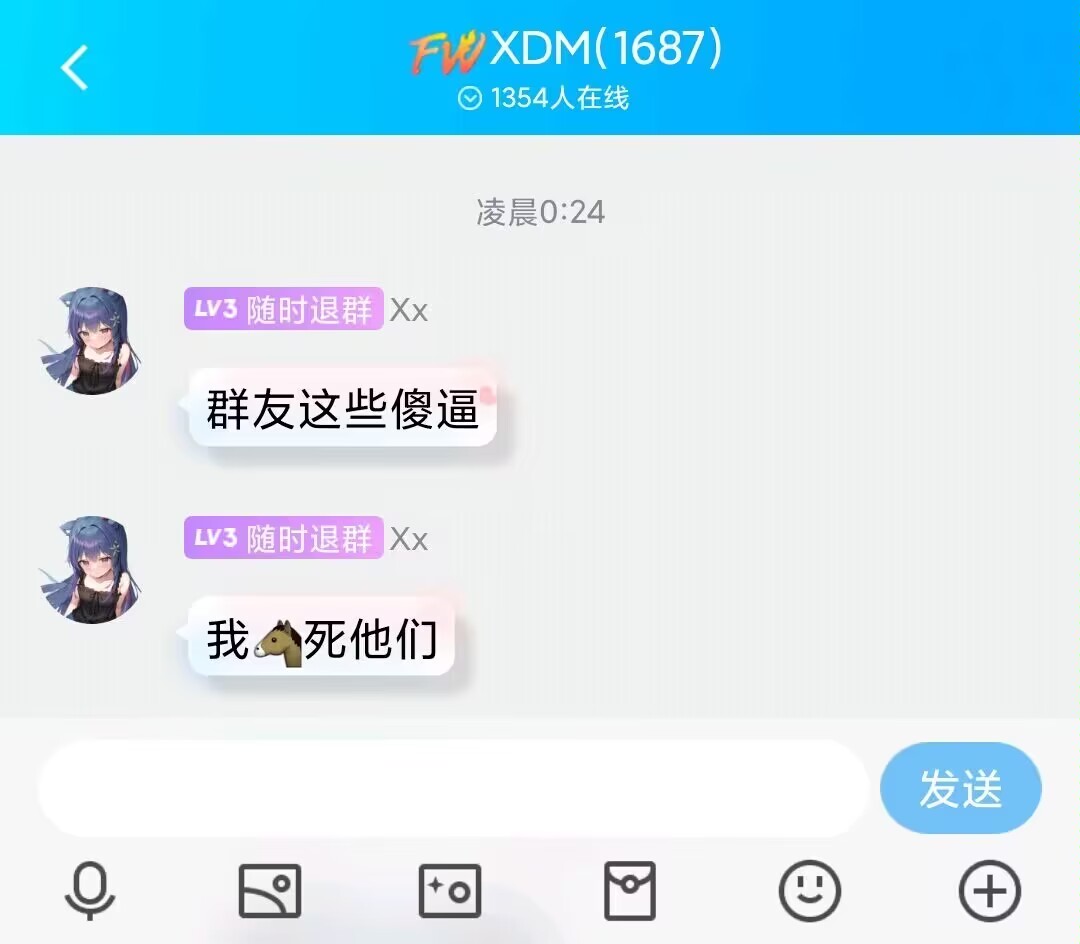 FW XDM(1687)
1354人在线
凌晨0:24
LV3 随时退群 Xx
群友这些傻逼
LV3 随时退群 Xx
我🐴死他们
发送